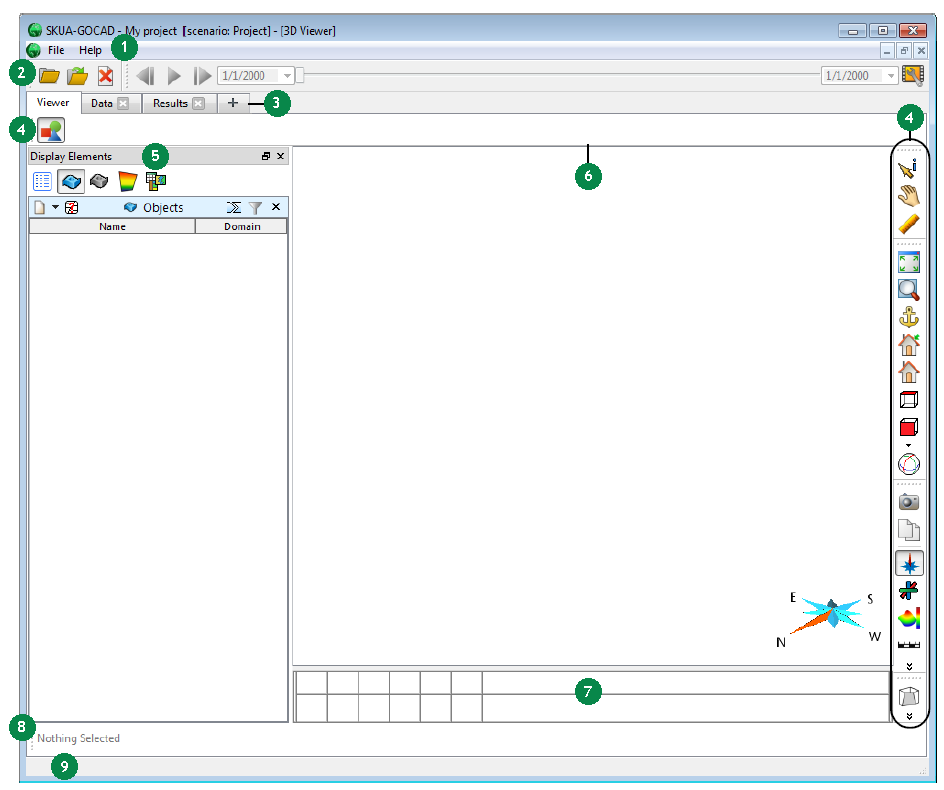 SKUA-GOCAD - My project [scenario: Project] - [3D Viewer]
File Help 1
2 1/1/2000 1/1/2000
Viewer Data Results + 3
4 4
Display Elements 5
6
Objects
Name Domain
E S
N W
7
8
Nothing Selected
9